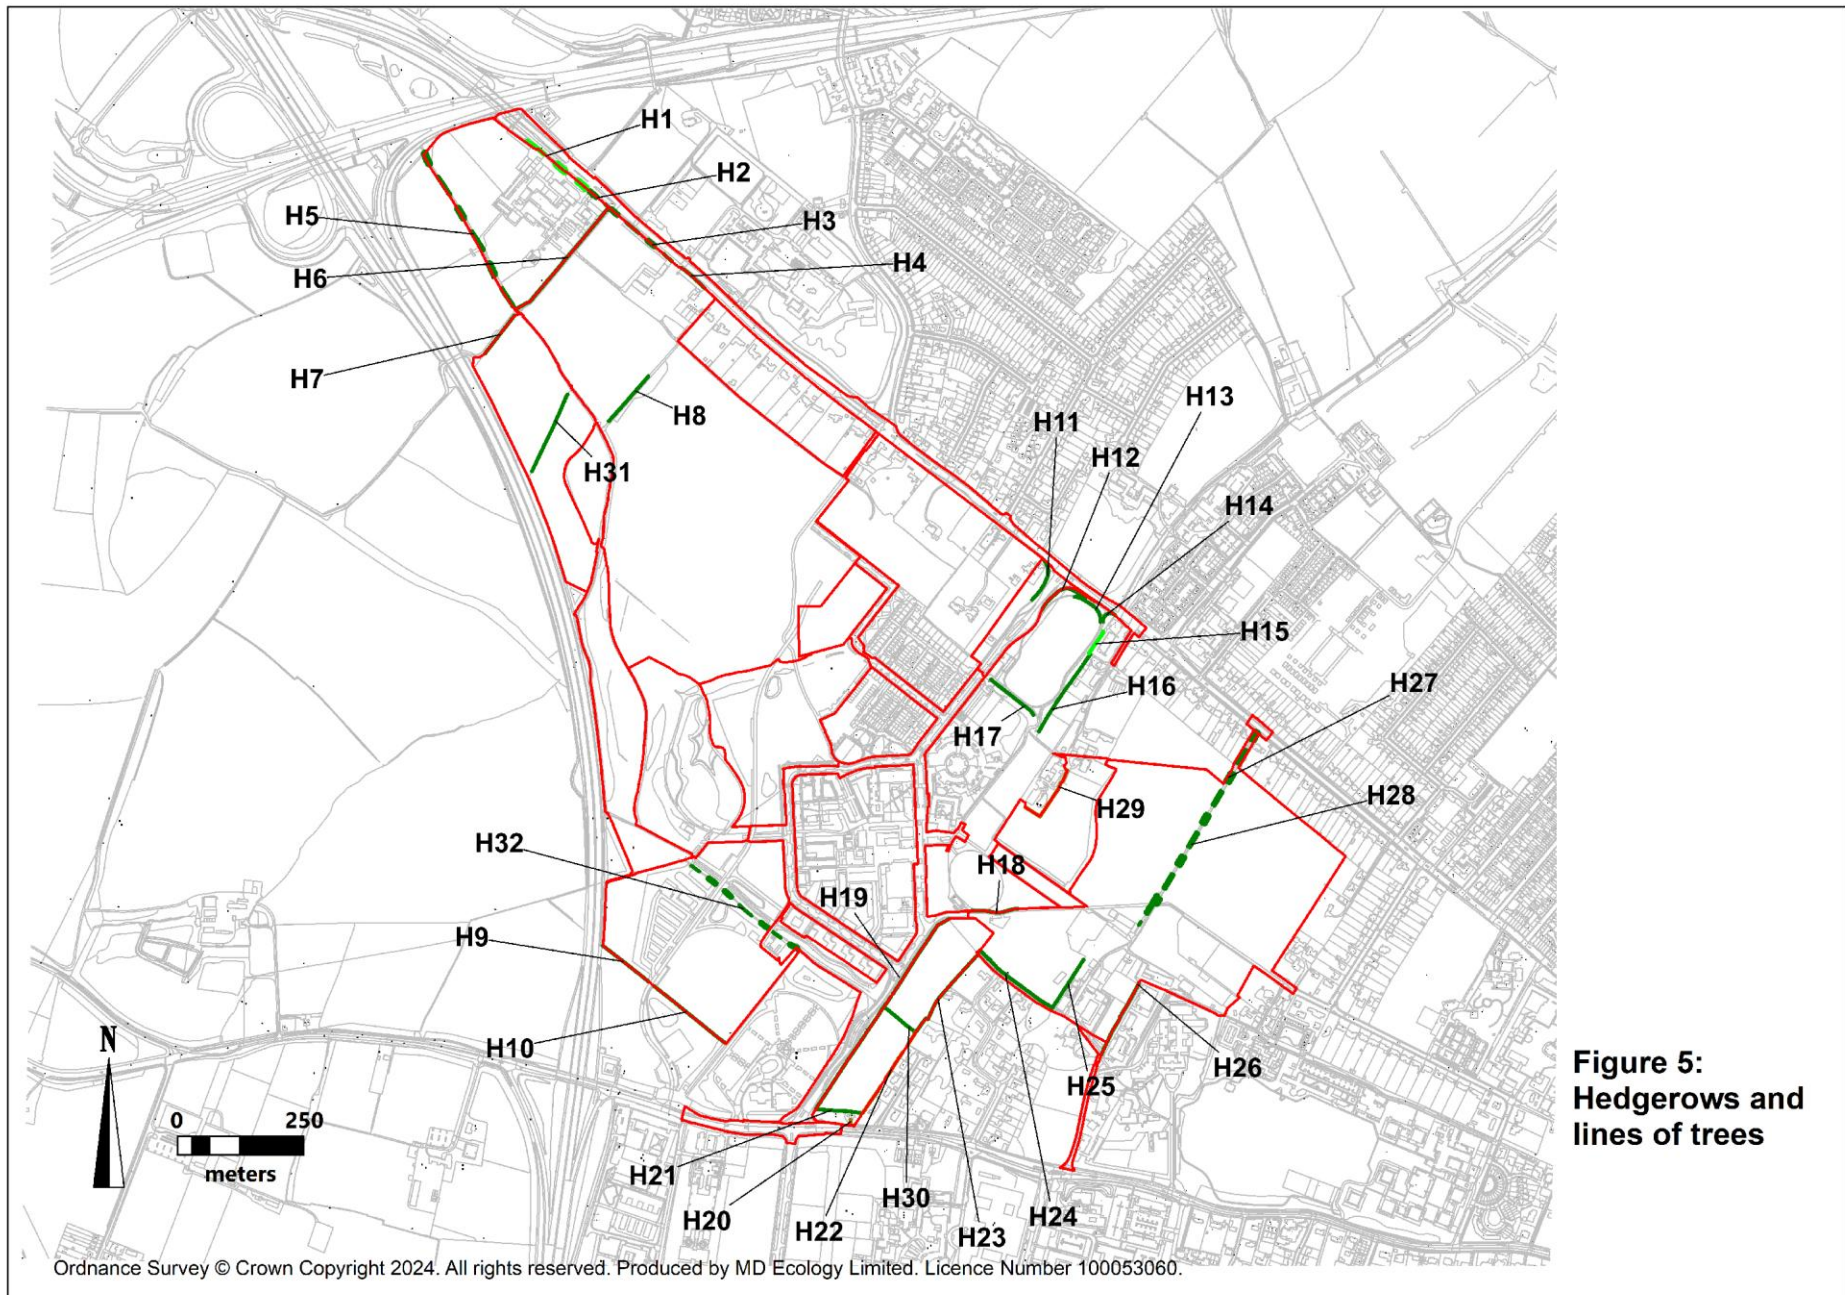 H1
H2
H3
H4
H5
H6
H7
H8
H31
H13
H11
H12
H14
H15
H16
H17
H27
H28
H29
H18
H32
H19
H9
H10
H26
H25
H21
H30
H20
H22
H24
H23
N
0 250
meters
Figure 5:
Hedgerows and
lines of trees
Ordnance Survey © Crown Copyright 2024. All rights reserved. Produced by MD Ecology Limited. Licence Number 100053060.